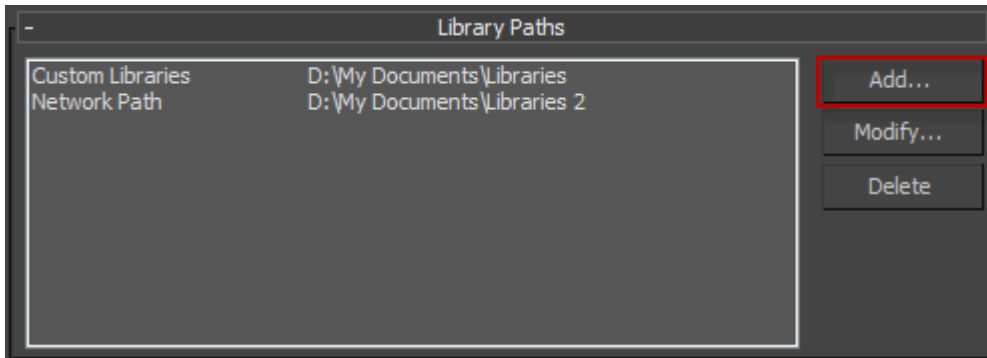 - Library Paths
Custom Libraries D:\My Documents\Libraries
Network Path D:\My Documents\Libraries 2
Add...
Modify...
Delete